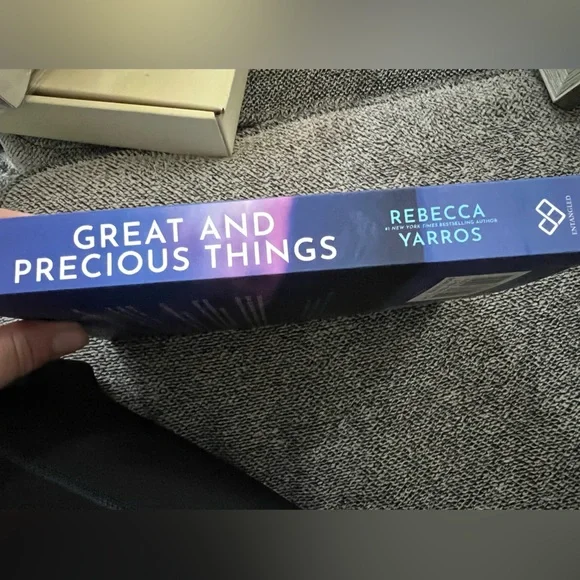 GREAT AND
PRECIOUS THINGS
REBECCA
#1 NEW YORK TIMES BESTSELLING AUTHOR
YARROS
ENTANGLED